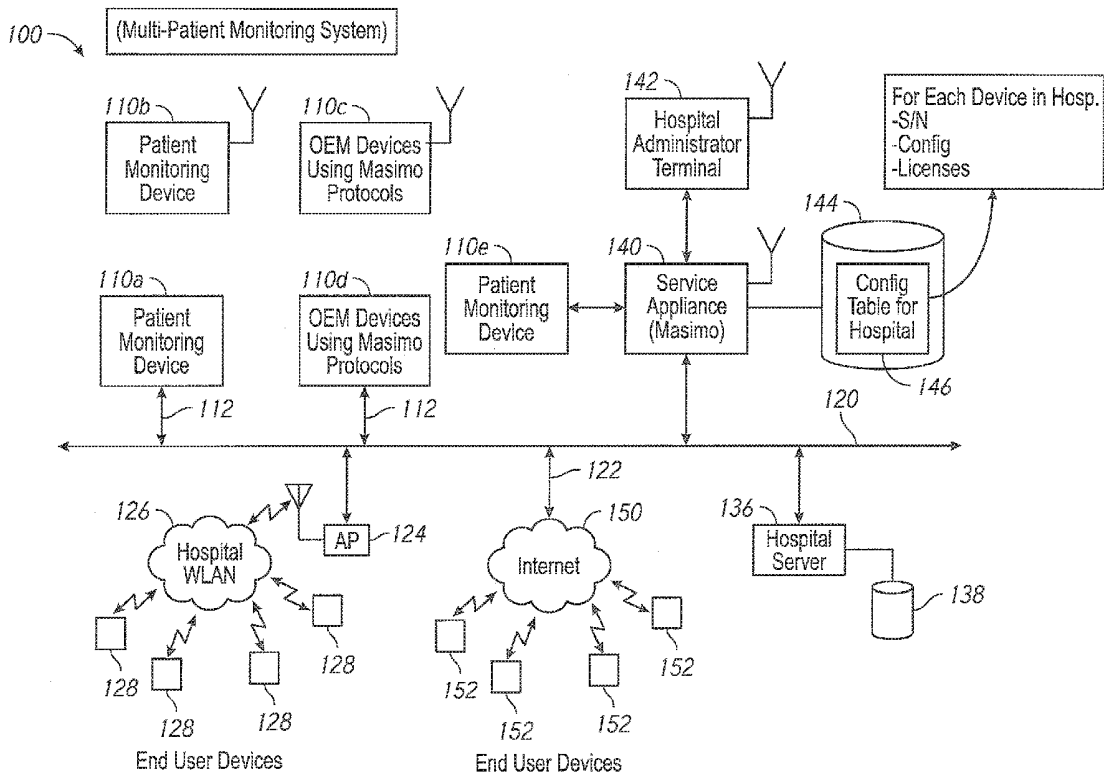 100
(Multi-Patient Monitoring System)
110b
Patient
Monitoring
Device
110c
OEM Devices
Using Masimo
Protocols
142
Hospital
Administrator
Terminal
For Each Device in Hosp.
-S/N
-Config
-Licenses
110a
Patient
Monitoring
Device
110d
OEM Devices
Using Masimo
Protocols
110e
Patient
Monitoring
Device
140
Service
Appliance
(Masimo)
144
Config
Table for
Hospital
146
112
112
120
122
126
Hospital
WLAN
AP
124
150
Internet
136
Hospital
Server
138
128
128
128
128
End User Devices
152
152
152
152
End User Devices